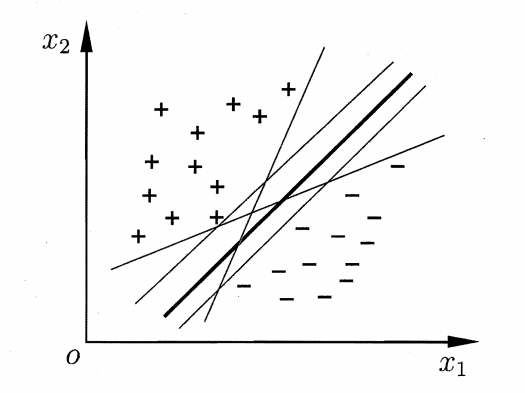 x₂
+ + + + + + + + + + + +
− − − − − − − − − − − − −
O
x₁